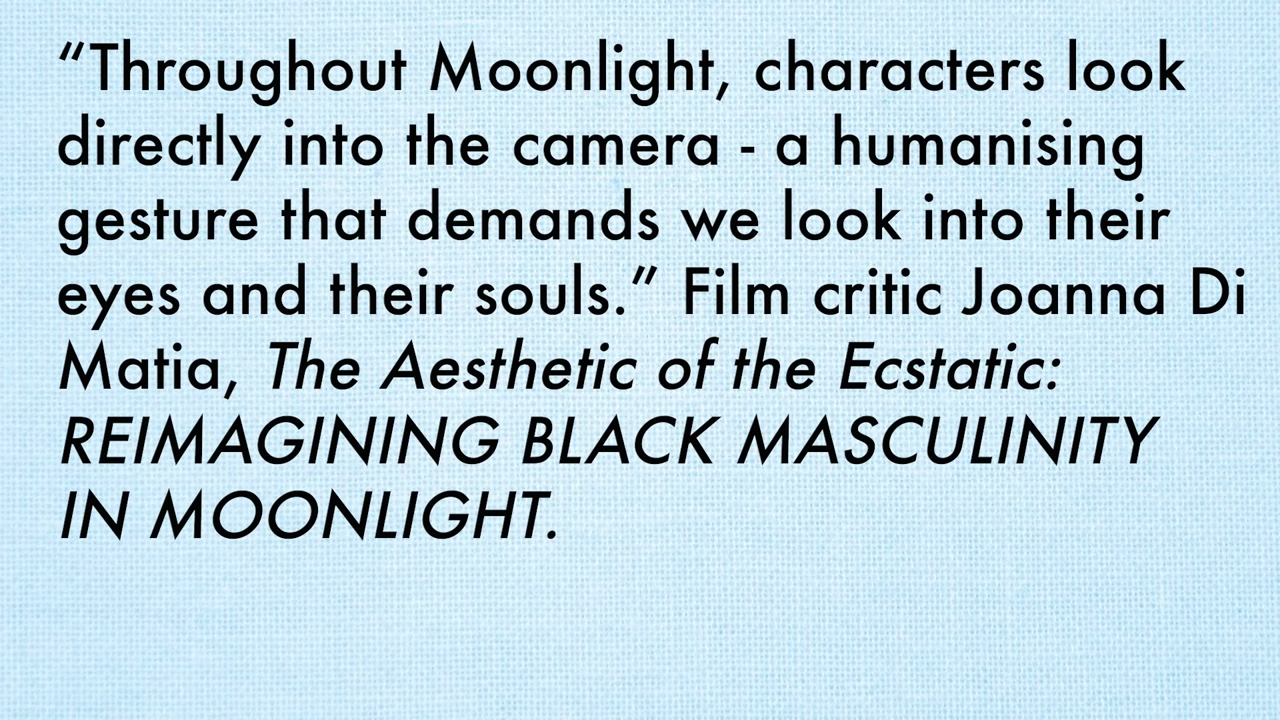 “Throughout Moonlight, characters look
directly into the camera - a humanising
gesture that demands we look into their
eyes and their souls.” Film critic Joanna Di
Matia, The Aesthetic of the Ecstatic:
REIMAGINING BLACK MASCULINITY
IN MOONLIGHT.